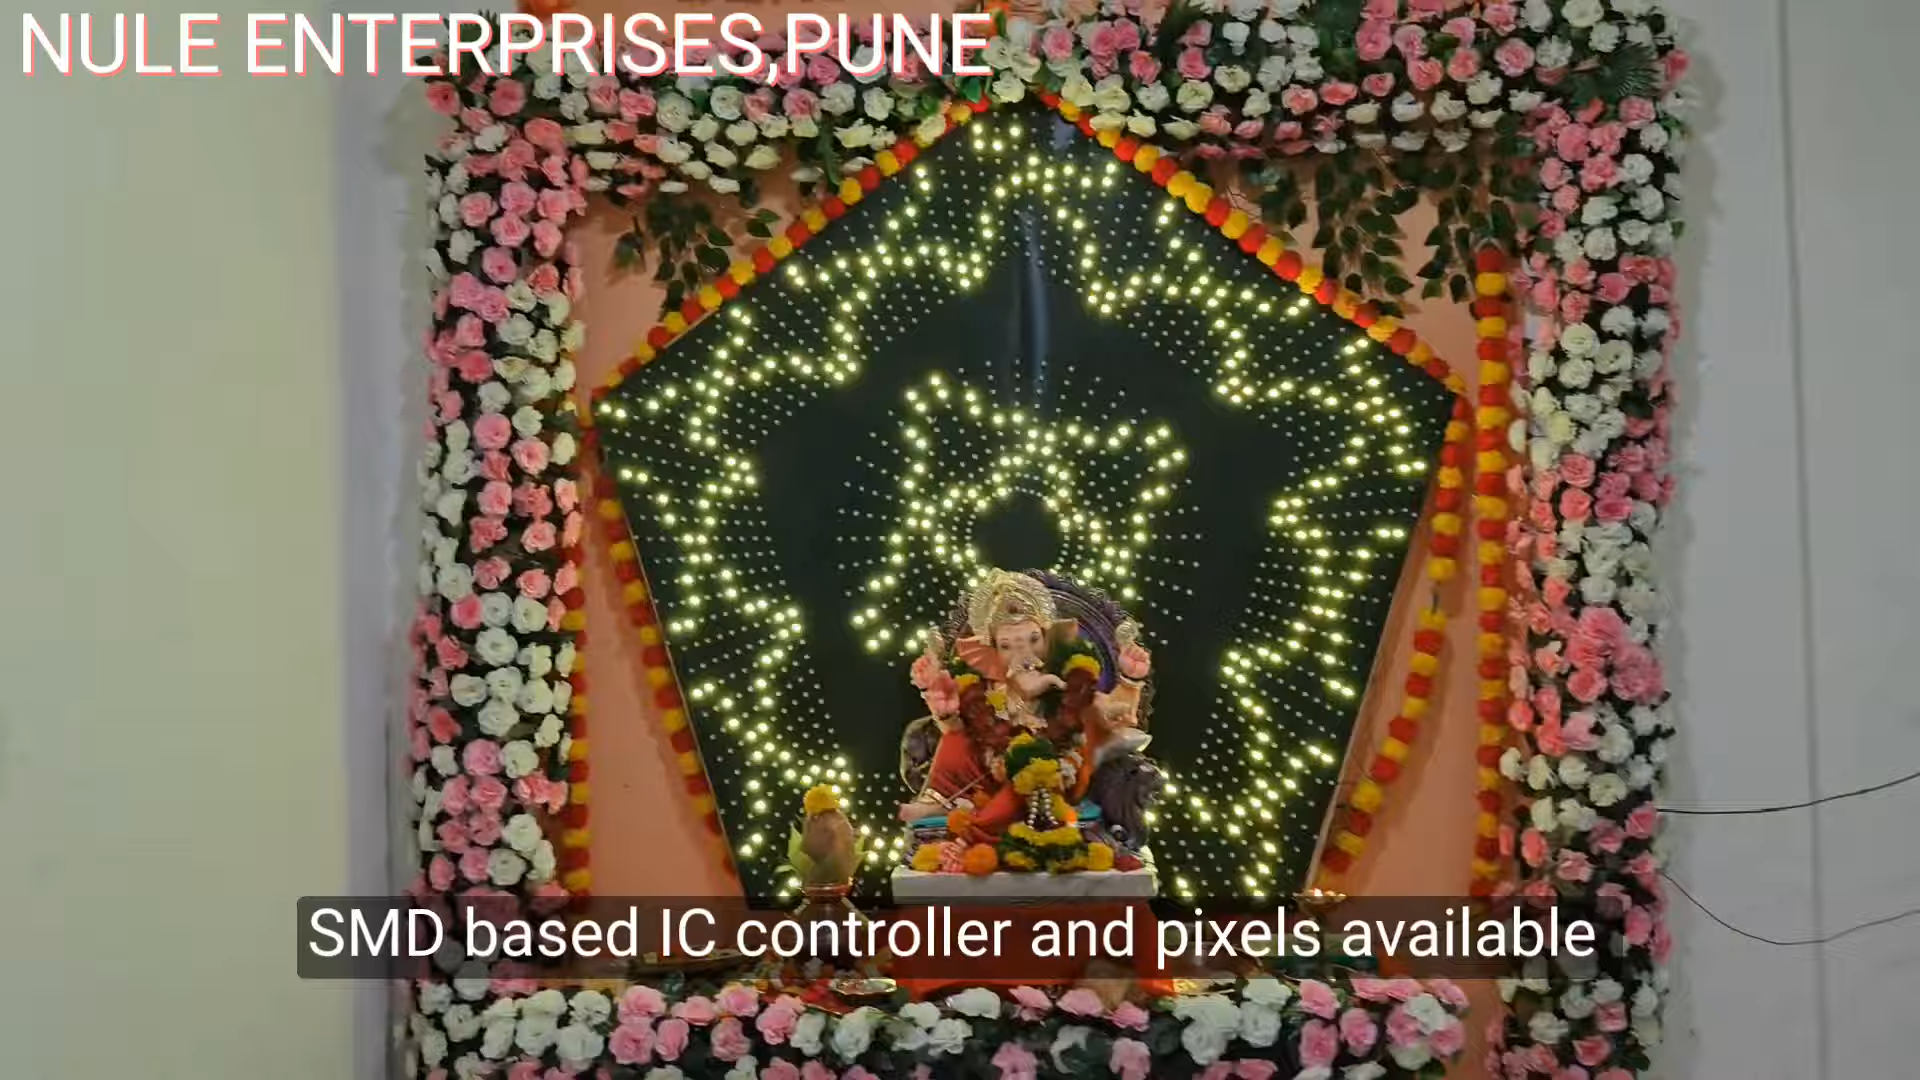 NULE ENTERPRISES,PUNE
SMD based IC controller and pixels available